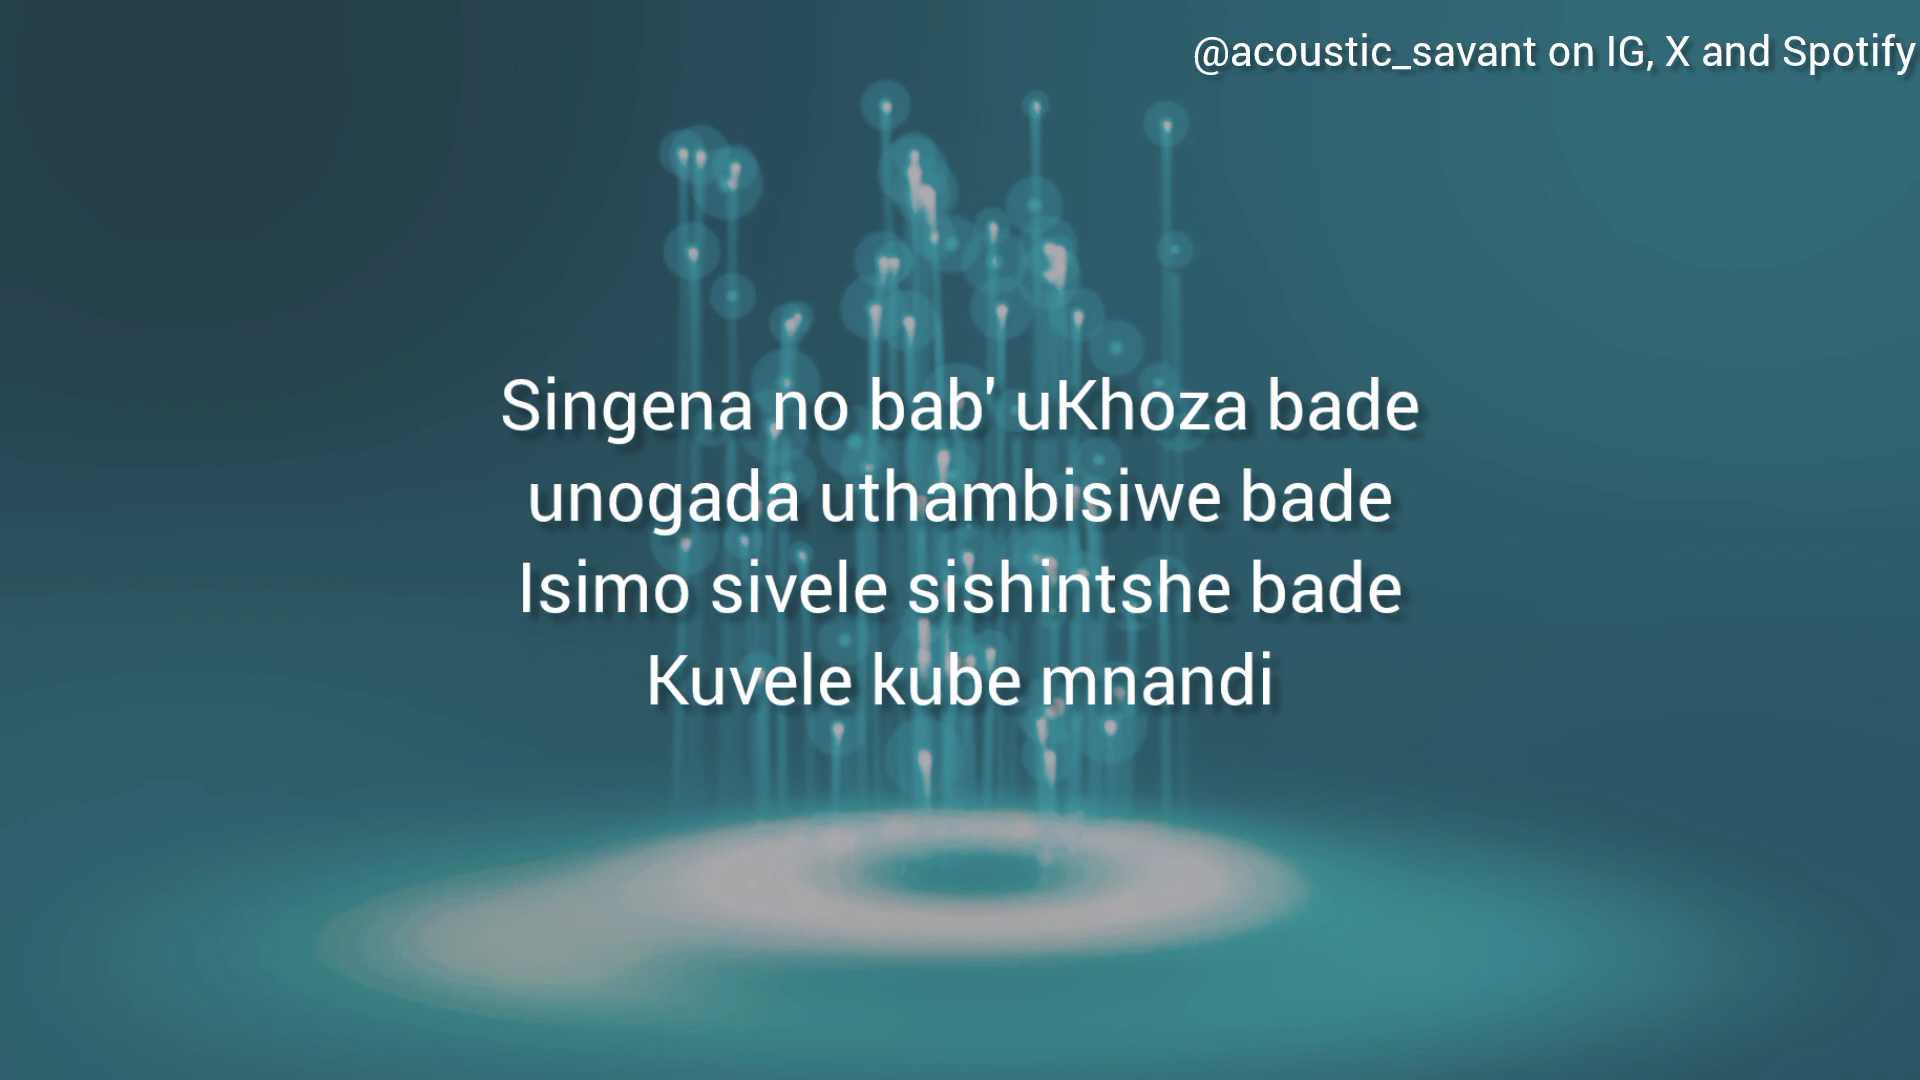 @acoustic_savant on IG, X and Spotify
Singena no bab' uKhoza bade
unogada uthambisiwe bade
Isimo sivele sishintshe bade
Kuvele kube mnandi